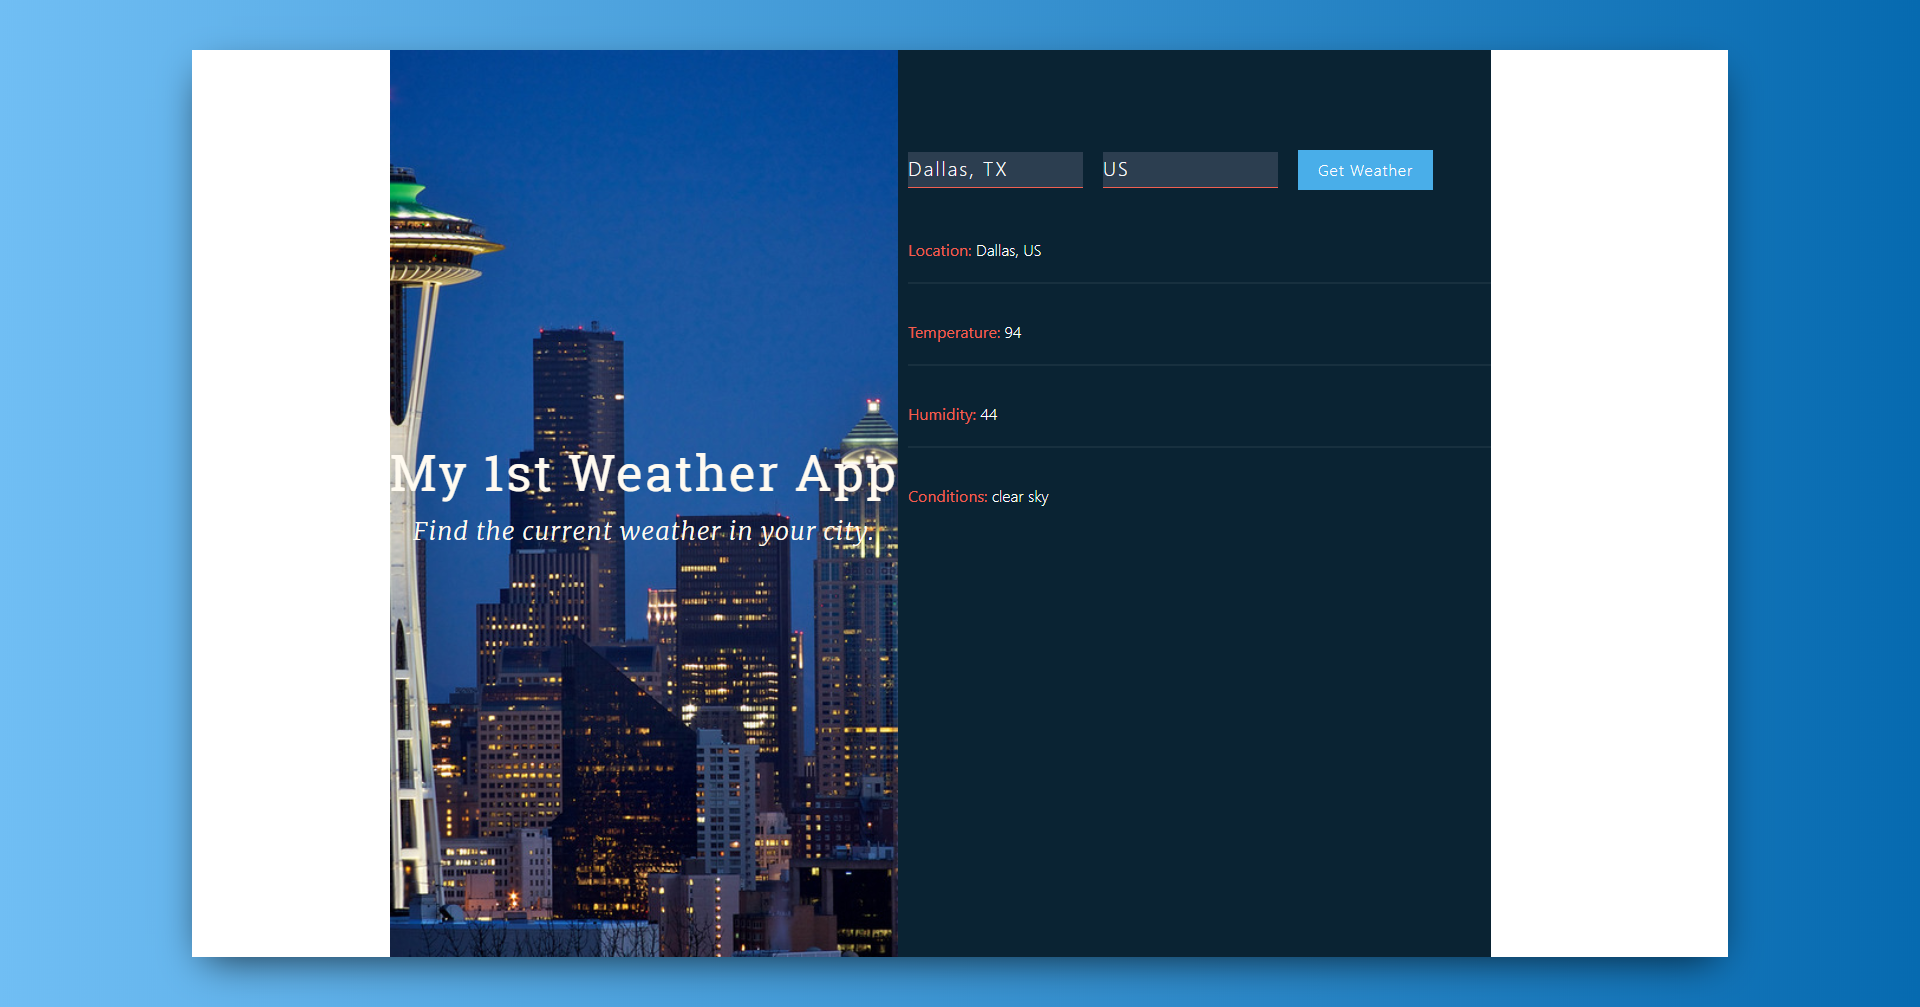 My 1st Weather App
Find the current weather in your city.
Dallas, TX
US
Get Weather
Location: Dallas, US
Temperature: 94
Humidity: 44
Conditions: clear sky